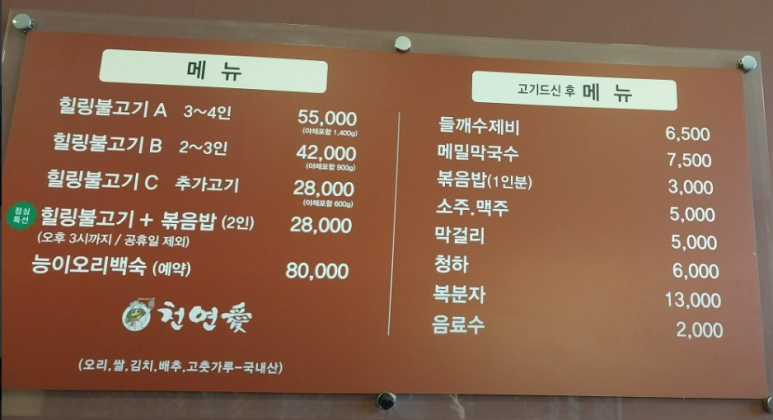 메 뉴
힐링불고기 A 3~4인 55,000
(야채포함 1,400g)
힐링불고기 B 2~3인 42,000
(야채포함 900g)
힐링불고기 C 추가고기 28,000
(야채포함 600g)
점심
특선
힐링불고기 + 볶음밥 (2인) 28,000
(오후 3시까지 / 공휴일 제외)
능이오리백숙 (예약) 80,000
천연愛
(오리,쌀,김치,배추,고춧가루-국내산)
고기드신 후 메 뉴
들깨수제비 6,500
메밀막국수 7,500
볶음밥(1인분) 3,000
소주.맥주 5,000
막걸리 5,000
청하 6,000
복분자 13,000
음료수 2,000